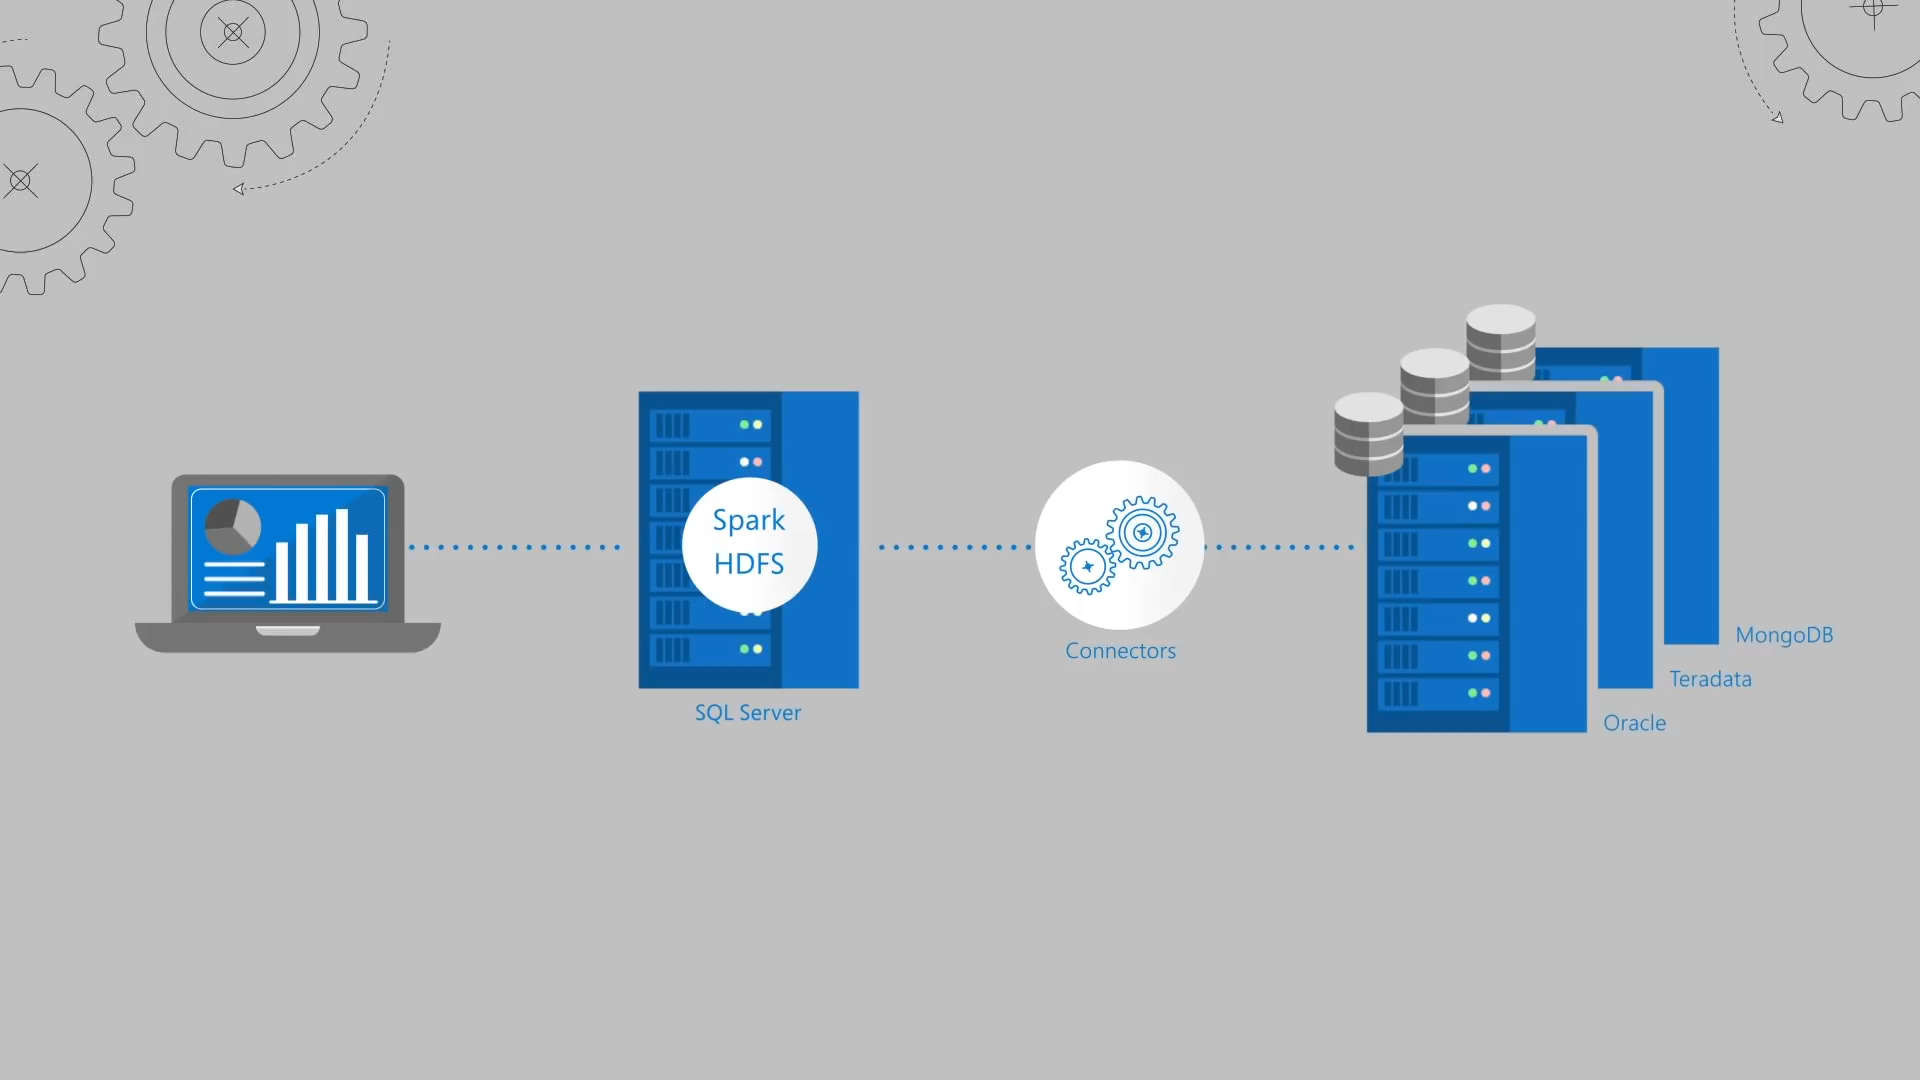 Spark
HDFS
SQL Server
Connectors
MongoDB
Teradata
Oracle